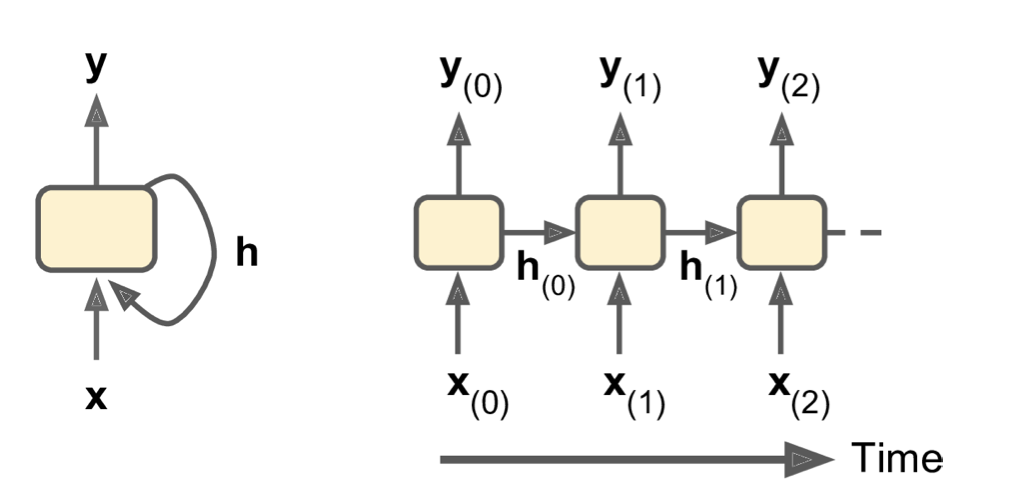 y
h
x
y(0) y(1) y(2)
h(0) h(1)
x(0) x(1) x(2)
Time